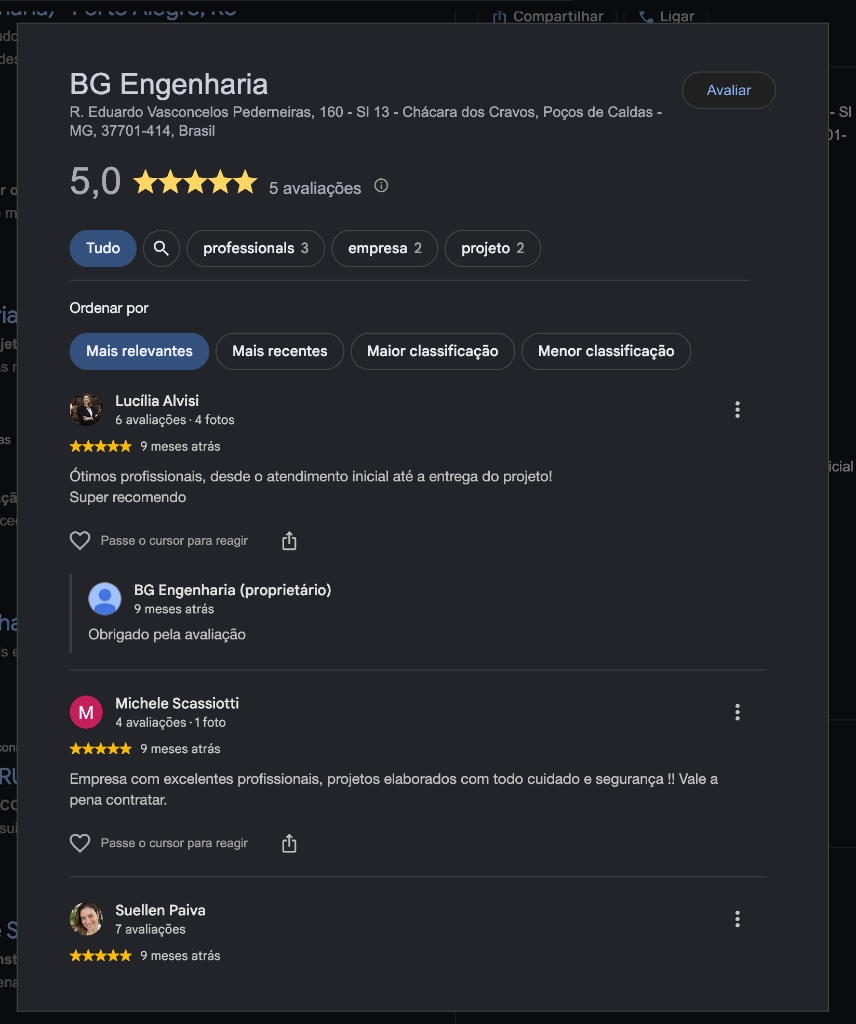 Compartilhar
Ligar
BG Engenharia
Avaliar
R. Eduardo Vasconcelos Pederneiras, 160 - Sl 13 - Chácara dos Cravos, Poços de Caldas -
MG, 37701-414, Brasil
5,0
5 avaliações
Tudo
professionals 3
empresa 2
projeto 2
Ordenar por
Mais relevantes
Mais recentes
Maior classificação
Menor classificação
Lucília Alvisi
6 avaliações · 4 fotos
9 meses atrás
Ótimos profissionais, desde o atendimento inicial até a entrega do projeto!
Super recomendo
Passe o cursor para reagir
BG Engenharia (proprietário)
9 meses atrás
Obrigado pela avaliação
M
Michele Scassiotti
4 avaliações · 1 foto
9 meses atrás
Empresa com excelentes profissionais, projetos elaborados com todo cuidado e segurança !! Vale a
pena contratar.
Passe o cursor para reagir
Suellen Paiva
7 avaliações
9 meses atrás